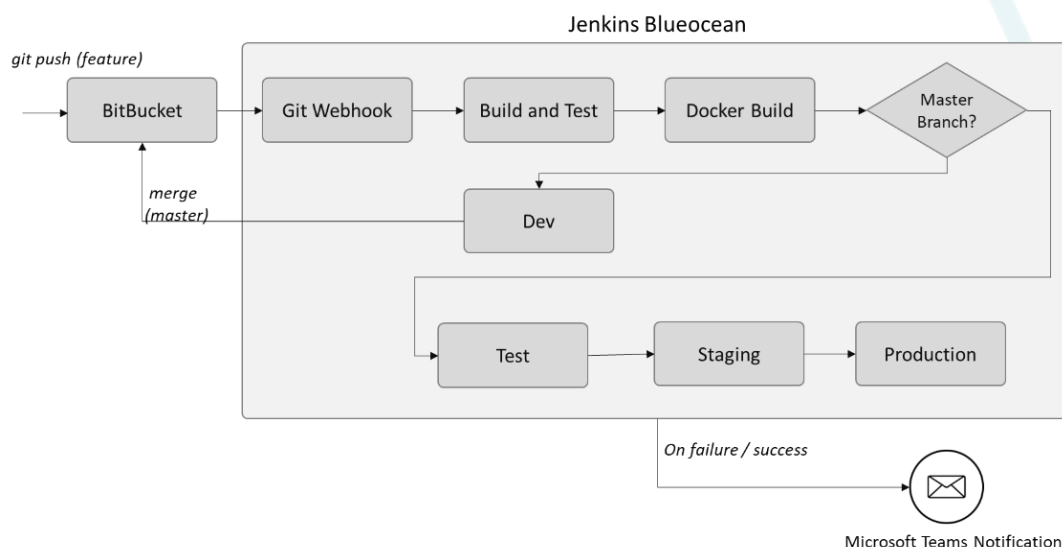 Jenkins Blueocean
git push (feature)
BitBucket
Git Webhook
Build and Test
Docker Build
Master
Branch?
merge
(master)
Dev
Test
Staging
Production
On failure / success
Microsoft Teams Notification